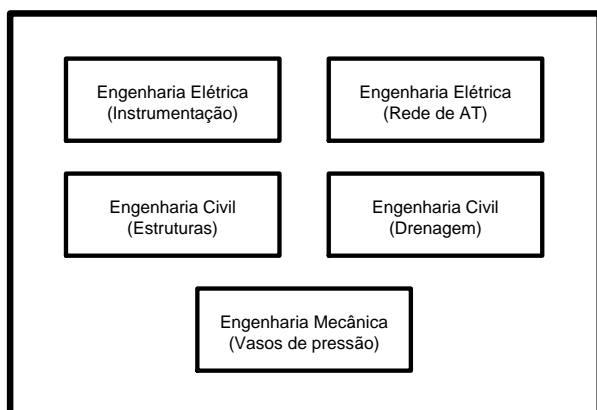 Engenharia Elétrica
(Instrumentação)
Engenharia Elétrica
(Rede de AT)
Engenharia Civil
(Estruturas)
Engenharia Civil
(Drenagem)
Engenharia Mecânica
(Vasos de pressão)